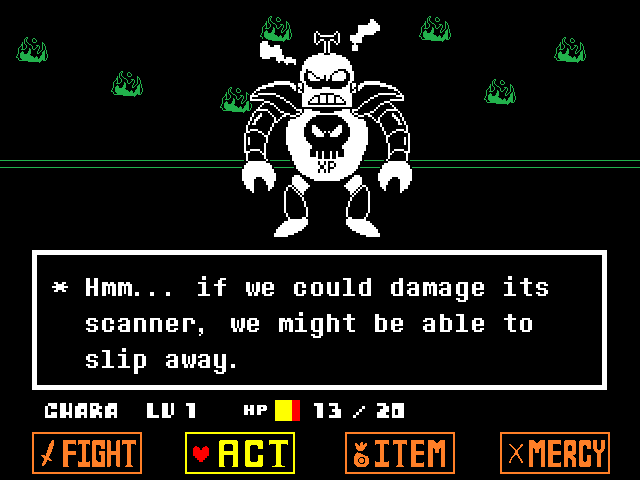 XP
* Hmm... if we could damage its
scanner, we might be able to
slip away.
CHARA LV 1 HP 13 / 20
FIGHT ACT ITEM MERCY